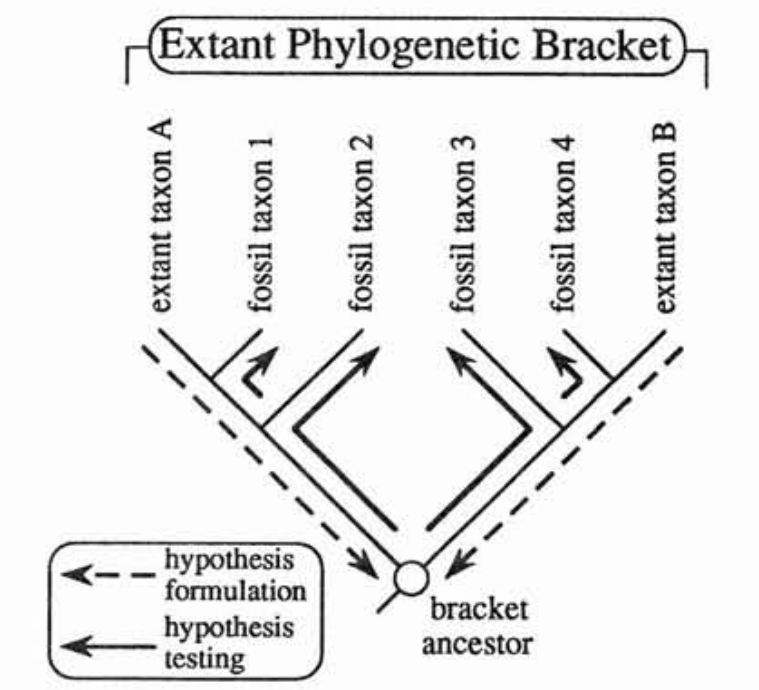 Extant Phylogenetic Bracket
extant taxon A
fossil taxon 1
fossil taxon 2
fossil taxon 3
fossil taxon 4
extant taxon B
hypothesis
formulation
hypothesis
testing
bracket
ancestor